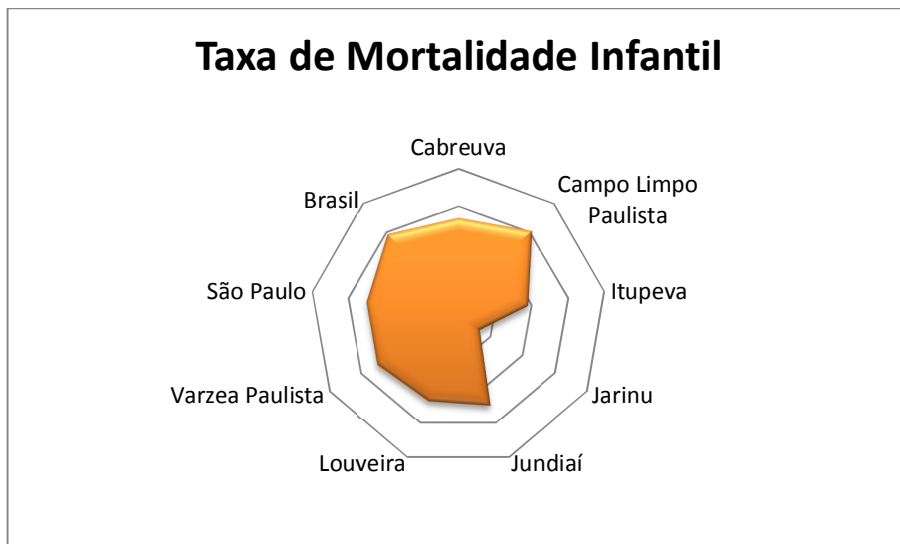 Taxa de Mortalidade Infantil
Cabreuva
Campo Limpo
Paulista
Itupeva
Jarinu
Jundiaí
Louveira
Varzea Paulista
São Paulo
Brasil